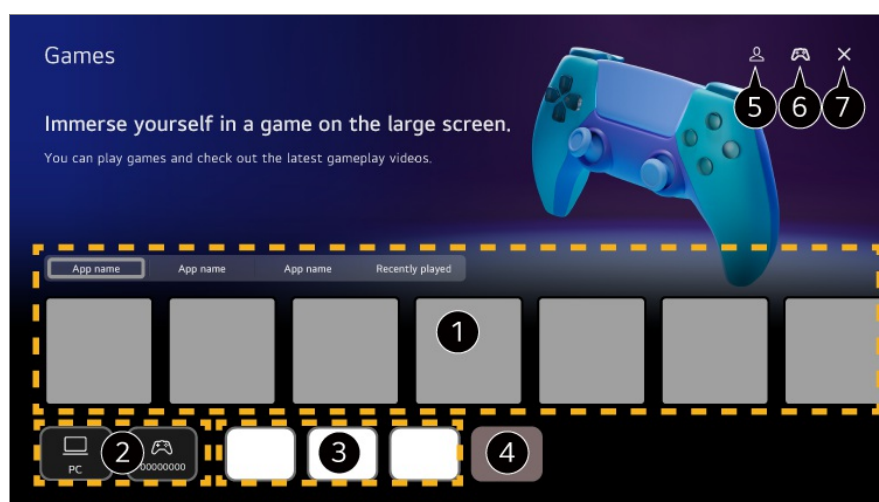 Games
5 6 7
Immerse yourself in a game on the large screen.
You can play games and check out the latest gameplay videos.
App name App name App name Recently played
1
2 3 4
PC 00000000